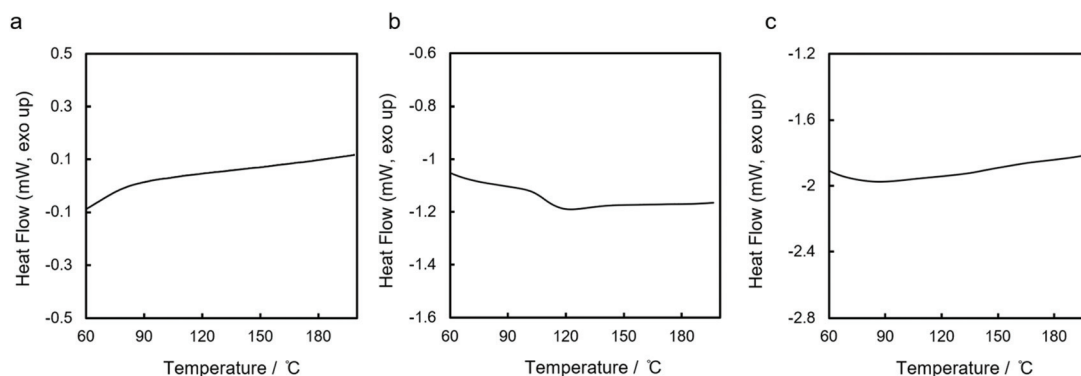 a
0.5
0.3
0.1
-0.1
-0.3
-0.5
60 90 120 150 180
Heat Flow (mW, exo up)
Temperature / ℃
b
-0.6
-0.8
-1
-1.2
-1.4
-1.6
60 90 120 150 180
Heat Flow (mW, exo up)
Temperature / ℃
c
-1.2
-1.6
-2
-2.4
-2.8
60 90 120 150 180
Heat Flow (mW, exo up)
Temperature / ℃